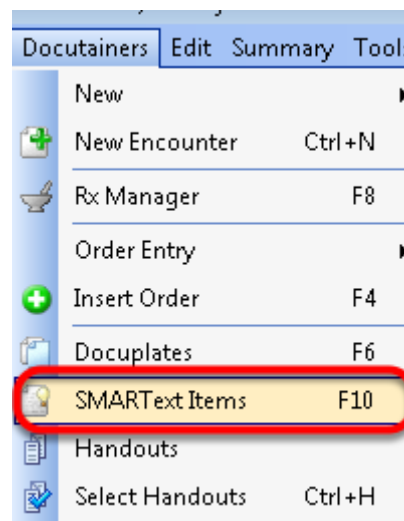 Docutainers Edit Summary
New
New Encounter Ctrl+N
Rx Manager F8
Order Entry
Insert Order F4
Docuplates F6
SMARText Items F10
Handouts
Select Handouts Ctrl+H